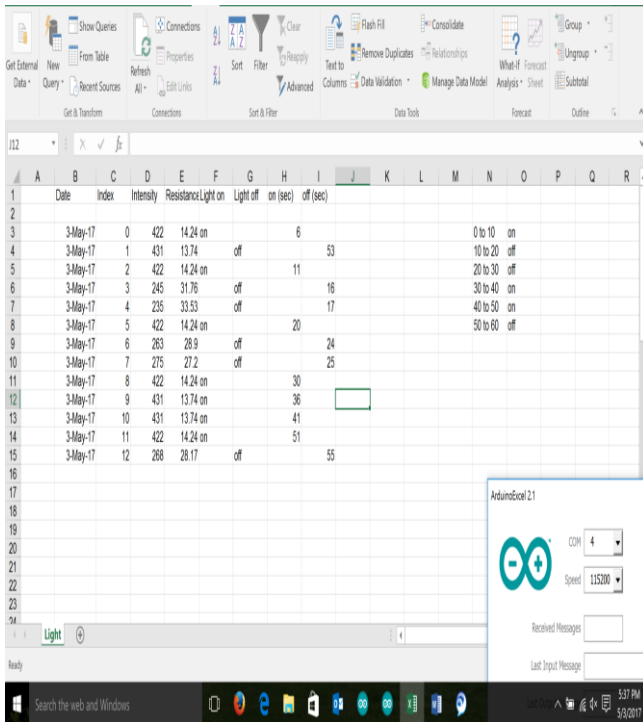 Show Queries Connections Clear Flash Fill Consolidate Group
From Table Properties Reapply Remove Duplicates Relationships Ungroup
Get External Data New Query Recent Sources Refresh All Edit Links Sort Filter Advanced Text to Columns Data Validation Manage Data Model What-If Analysis Forecast Sheet Subtotal
Get & Transform Connections Sort & Filter Data Tools Forecast Outline
J12 fx
A B C D E F G H I J K L M N O P Q R
1 Date Index Intensity Resistance Light on Light off on (sec) off (sec)
2
3 3-May-17 0 422 14.24 on 6 0 to 10 on
4 3-May-17 1 431 13.74 off 53 10 to 20 off
5 3-May-17 2 422 14.24 on 11 20 to 30 off
6 3-May-17 3 245 31.76 off 16 30 to 40 on
7 3-May-17 4 235 33.53 off 17 40 to 50 on
8 3-May-17 5 422 14.24 on 20 50 to 60 off
9 3-May-17 6 263 28.9 off 24
10 3-May-17 7 275 27.2 off 25
11 3-May-17 8 422 14.24 on 30
12 3-May-17 9 431 13.74 on 36
13 3-May-17 10 431 13.74 on 41
14 3-May-17 11 422 14.24 on 51
15 3-May-17 12 268 28.17 off 55
16
17
18
19
20
21
22
23
24
ArduinoExcel 2.1
COM 4
Speed 115200
Received Messages
Last Input Message
Light
Ready
Search the web and Windows
Last
5:37 PM
5/3/2017